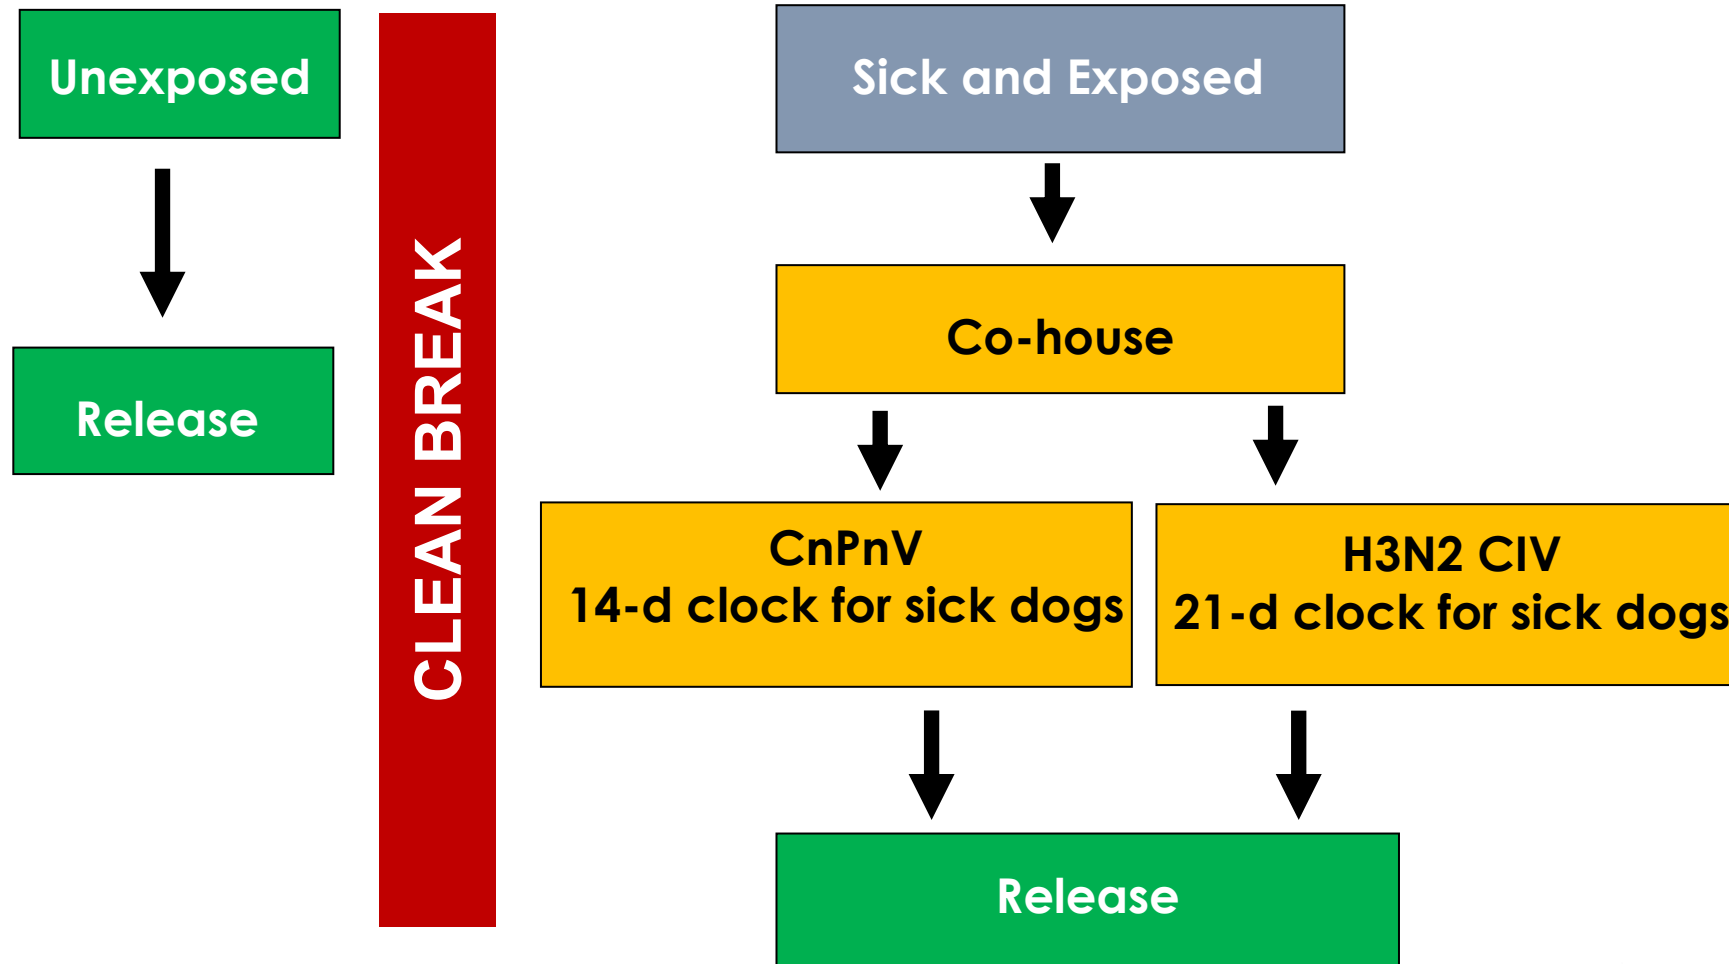 Unexposed
Release
CLEAN BREAK
Sick and Exposed
Co-house
CnPnV
14-d clock for sick dogs
H3N2 CIV
21-d clock for sick dogs
Release